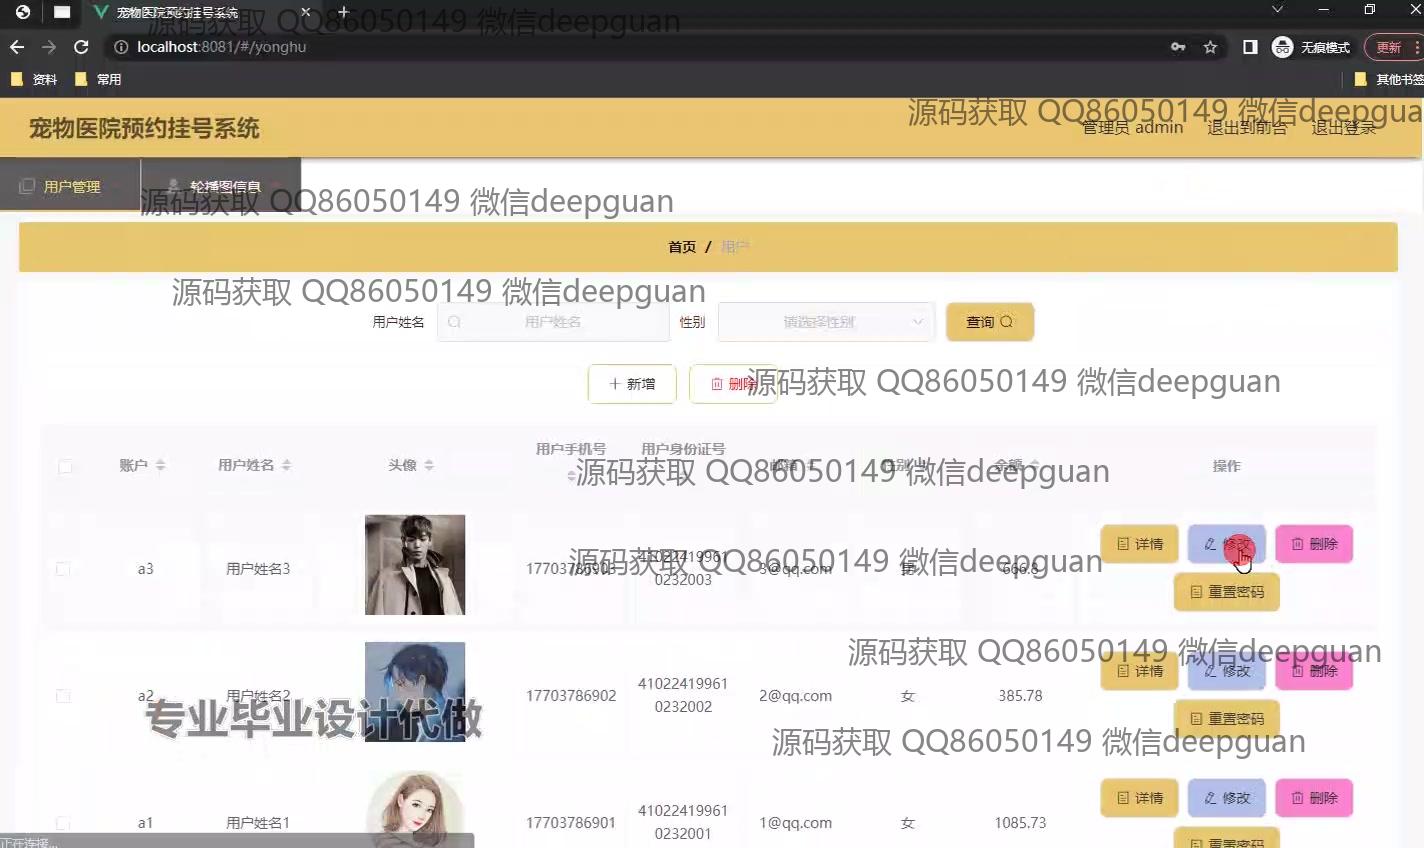 宠物医院预约挂号系统
源码获取 QQ86050149 微信deepguan
localhost:8081/#/yonghu
无痕模式
更新
资料
常用
其他书签
宠物医院预约挂号系统
源码获取 QQ86050149 微信deepgua
管理员 admin
退出到前台
退出登录
用户管理
轮播图信息
源码获取 QQ86050149 微信deepguan
首页 / 用户
源码获取 QQ86050149 微信deepguan
用户姓名
用户姓名
性别
请选择性别
查询
新增
删除
源码获取 QQ86050149 微信deepguan
账户
用户姓名
头像
用户手机号
用户身份证号
邮箱
性别
余额
操作
源码获取 QQ86050149 微信deepguan
a3
用户姓名3
17703786903
41022419961
0232003
3@qq.com
666.8
详情
修改
删除
重置密码
源码获取 QQ86050149 微信deepguan
源码获取 QQ86050149 微信deepguan
a2
用户姓名2
17703786902
41022419961
0232002
2@qq.com
女
385.78
详情
修改
删除
重置密码
专业毕业设计代做
源码获取 QQ86050149 微信deepguan
a1
用户姓名1
17703786901
41022419961
0232001
1@qq.com
女
1085.73
详情
修改
删除
重置密码
正在连接...